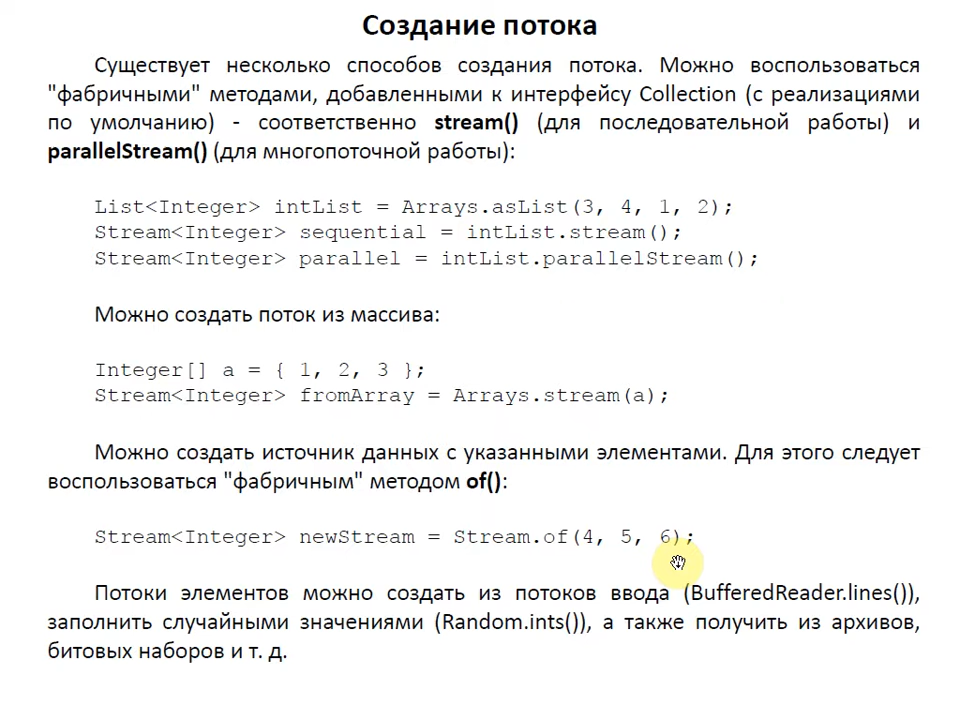 Создание потока
Существует несколько способов создания потока. Можно воспользоваться
"фабричными" методами, добавленными к интерфейсу Collection (с реализациями
по умолчанию) - соответственно stream() (для последовательной работы) и
parallelStream() (для многопоточной работы):
List<Integer> intList = Arrays.asList(3, 4, 1, 2);
Stream<Integer> sequential = intList.stream();
Stream<Integer> parallel = intList.parallelStream();
Можно создать поток из массива:
Integer[] a = { 1, 2, 3 };
Stream<Integer> fromArray = Arrays.stream(a);
Можно создать источник данных с указанными элементами. Для этого следует
воспользоваться "фабричным" методом of():
Stream<Integer> newStream = Stream.of(4, 5, 6);
Потоки элементов можно создать из потоков ввода (BufferedReader.lines()),
заполнить случайными значениями (Random.ints()), а также получить из архивов,
битовых наборов и т. д.